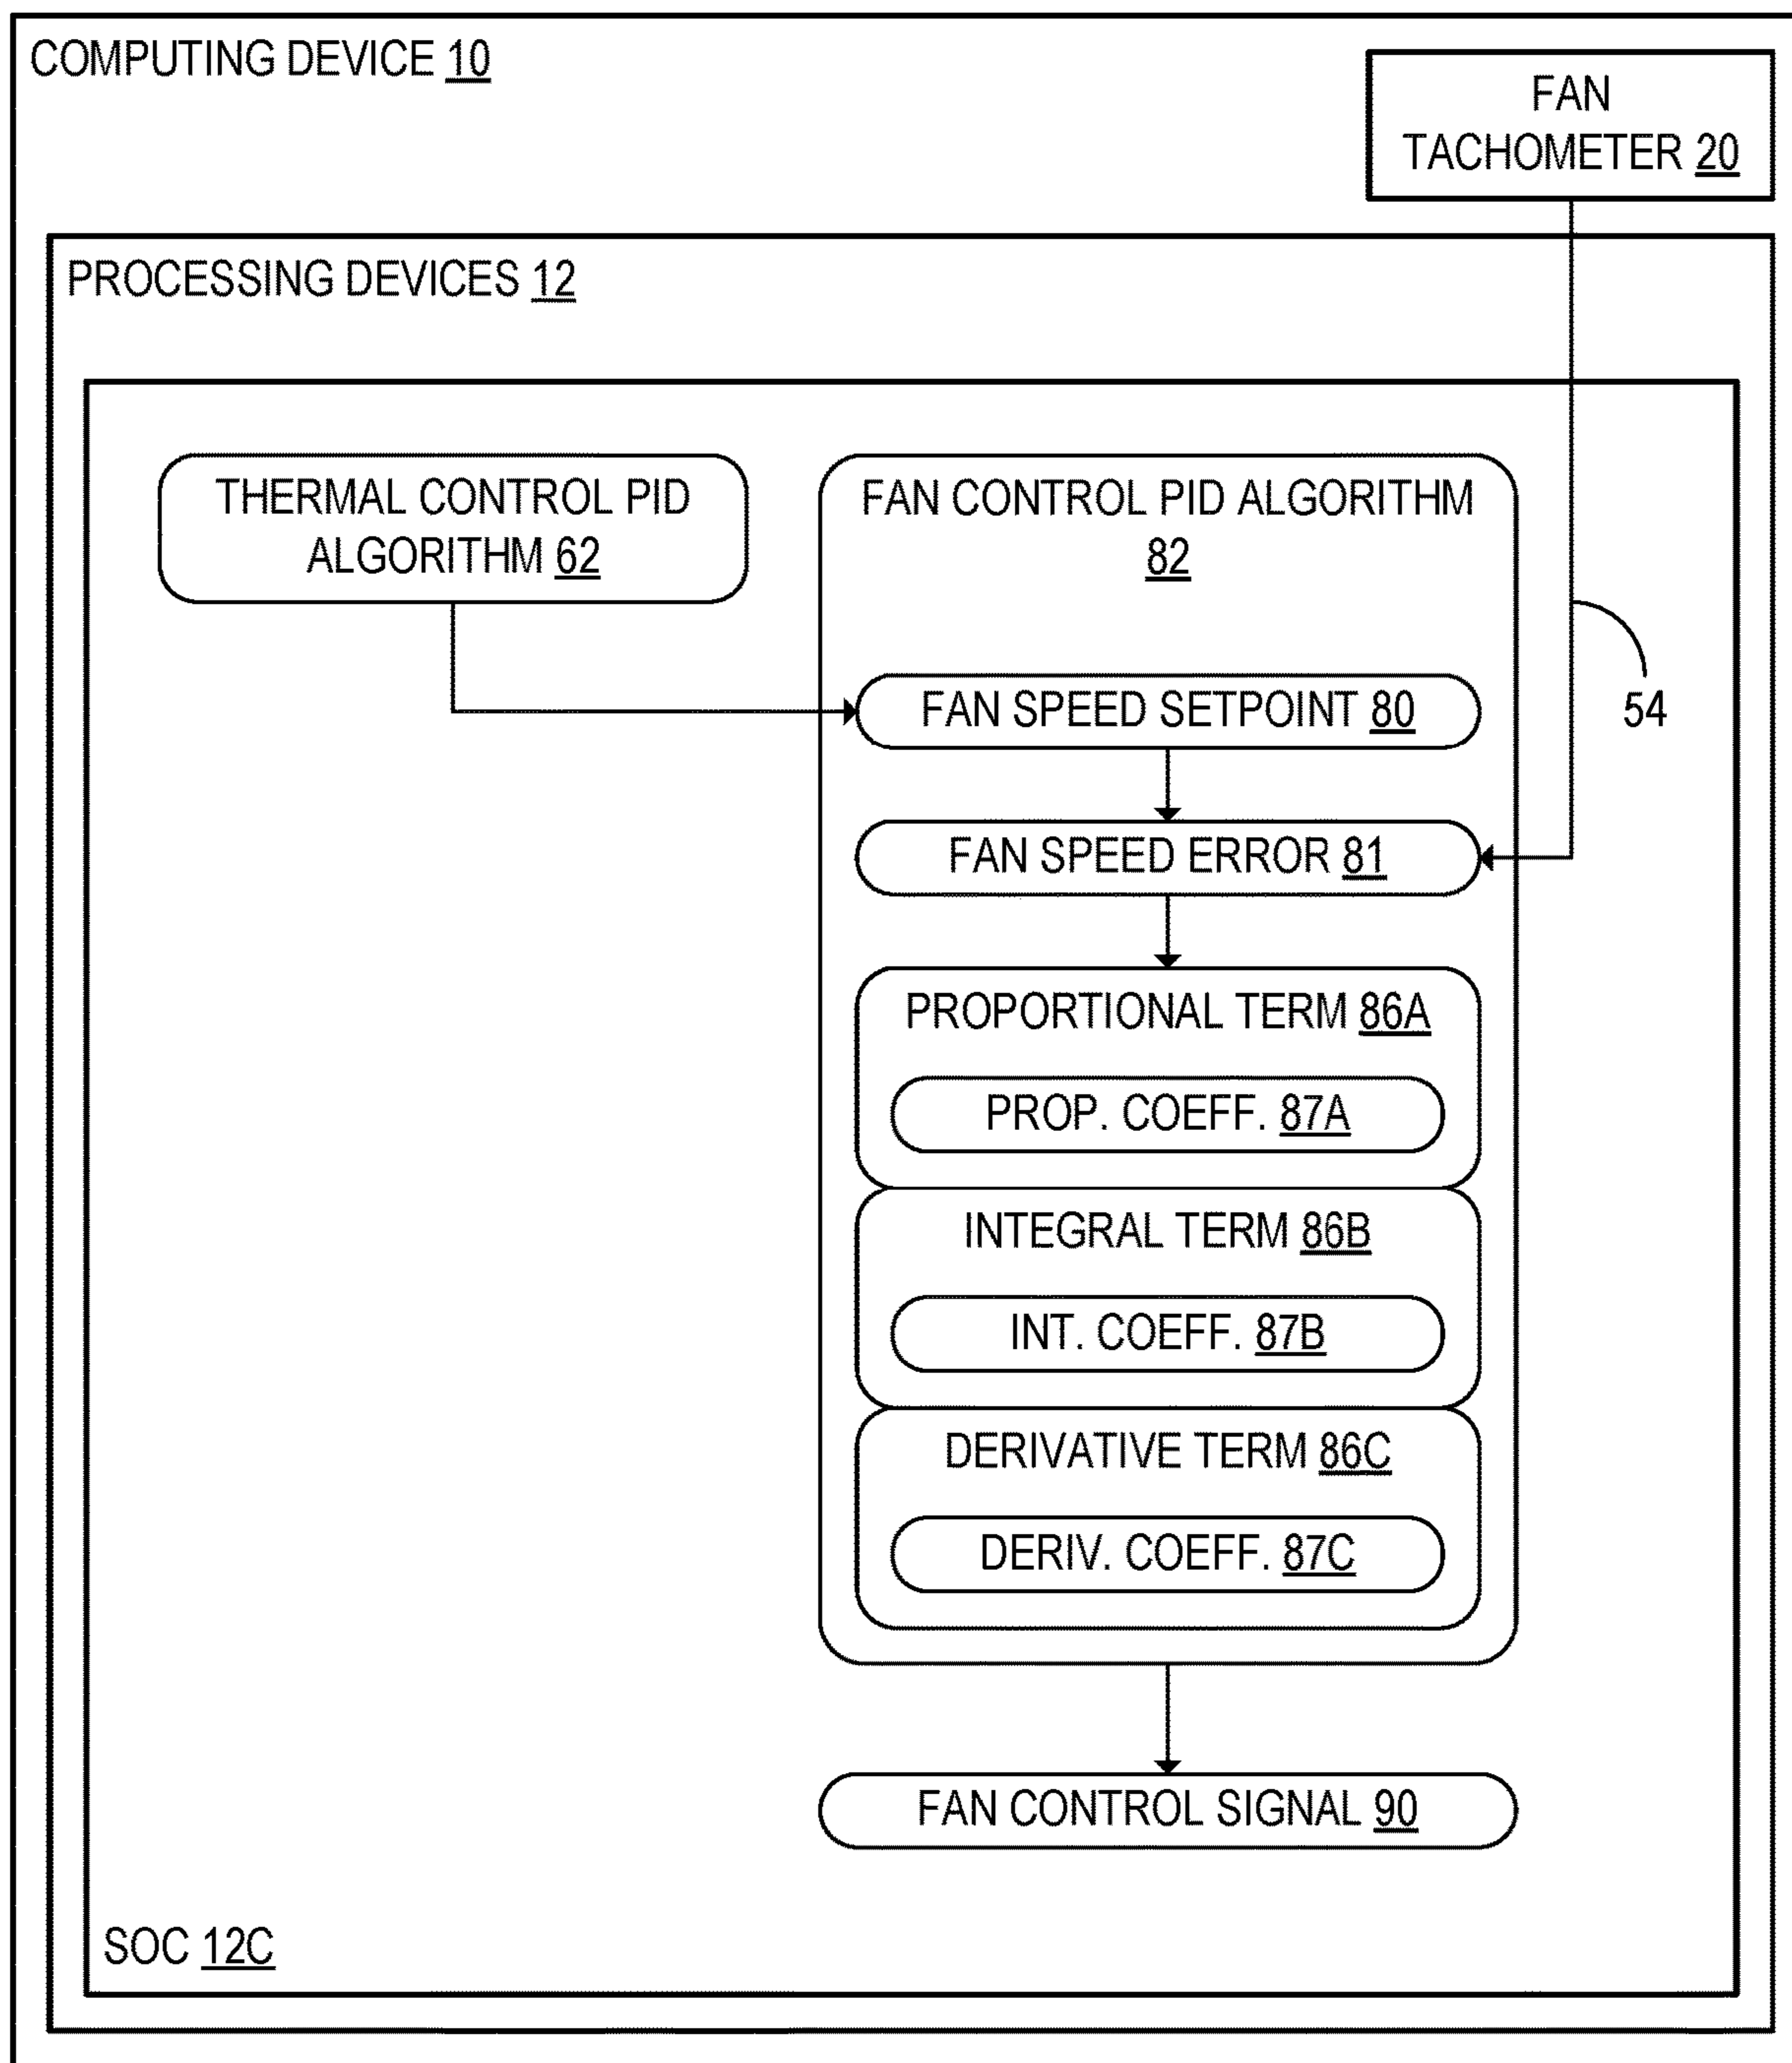 COMPUTING DEVICE 10
FAN
TACHOMETER 20
PROCESSING DEVICES 12
THERMAL CONTROL PID
ALGORITHM 62
FAN CONTROL PID ALGORITHM
82
FAN SPEED SETPOINT 80
54
FAN SPEED ERROR 81
PROPORTIONAL TERM 86A
PROP. COEFF. 87A
INTEGRAL TERM 86B
INT. COEFF. 87B
DERIVATIVE TERM 86C
DERIV. COEFF. 87C
FAN CONTROL SIGNAL 90
SOC 12C